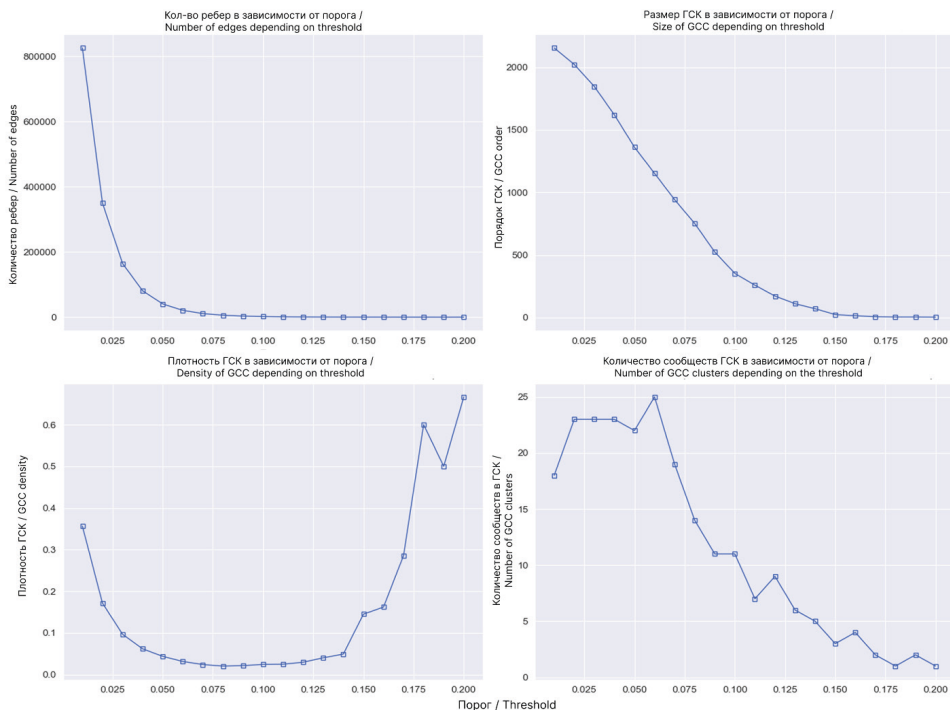 Кол-во ребер в зависимости от порога /
Number of edges depending on threshold
Количество ребер / Number of edges
800000
600000
400000
200000
0
0.025 0.050 0.075 0.100 0.125 0.150 0.175 0.200
Размер ГСК в зависимости от порога /
Size of GCC depending on threshold
Порядок ГСК / GCC order
2000
1500
1000
500
0
0.025 0.050 0.075 0.100 0.125 0.150 0.175 0.200
Плотность ГСК в зависимости от порога /
Density of GCC depending on threshold
Плотность ГСК / GCC density
0.6
0.5
0.4
0.3
0.2
0.1
0.0
0.025 0.050 0.075 0.100 0.125 0.150 0.175 0.200
Количество сообществ ГСК в зависимости от порога /
Number of GCC clusters depending on the threshold
Количество сообществ в ГСК /
Number of GCC clusters
25
20
15
10
5
0
0.025 0.050 0.075 0.100 0.125 0.150 0.175 0.200
Порог / Threshold